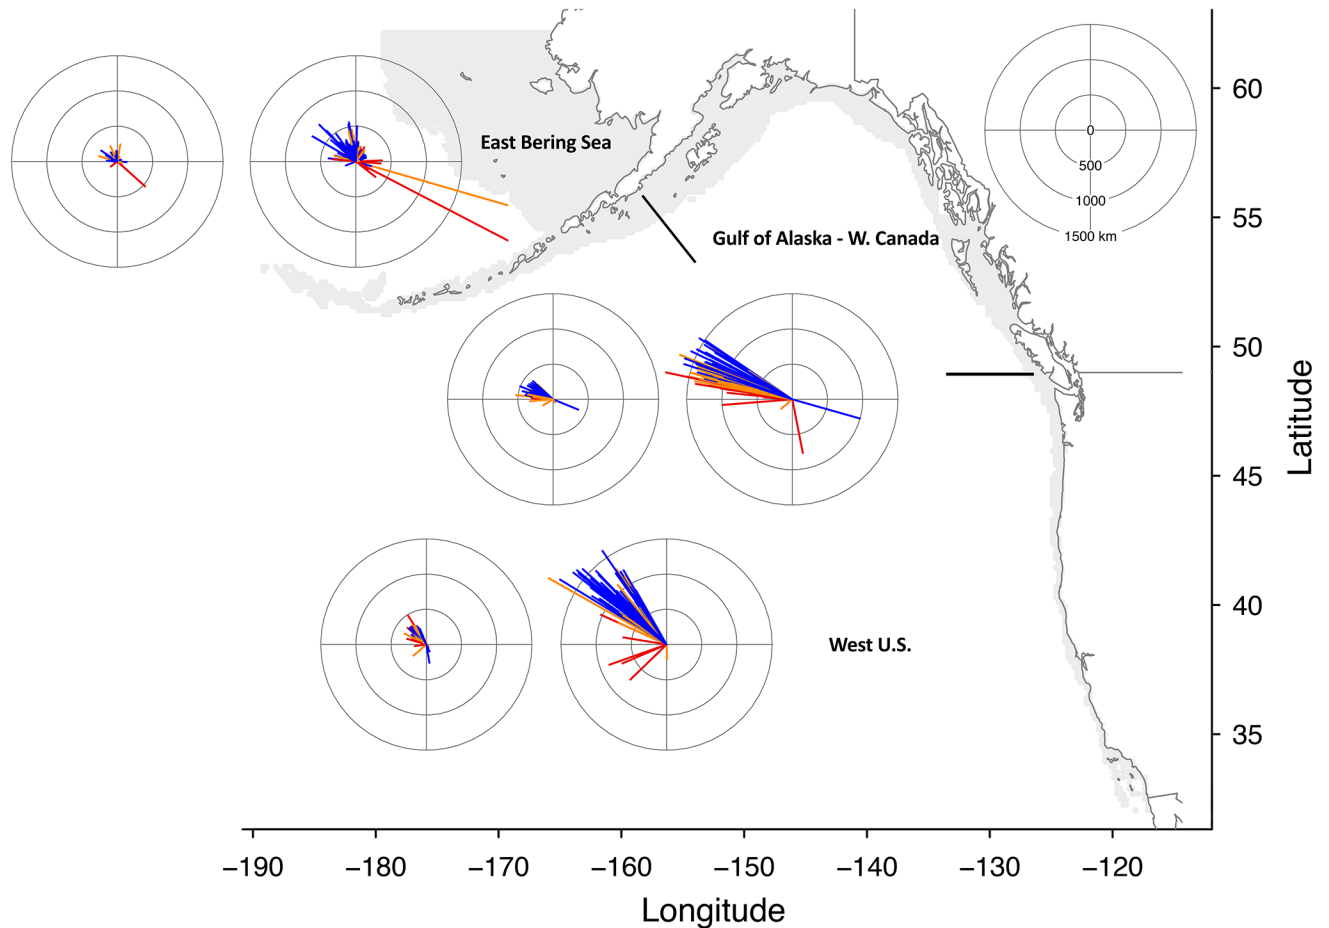 60
0
East Bering Sea
500
1000
55
1500 km
Gulf of Alaska - W. Canada
50
Latitude
45
40
West U.S.
35
−190 −180 −170 −160 −150 −140 −130 −120
Longitude